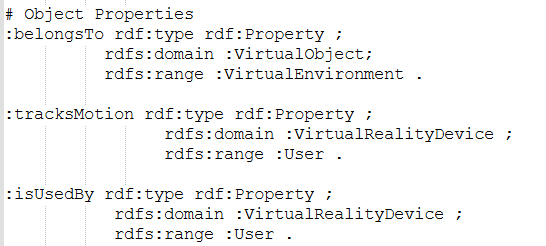 # Object Properties
:belongsTo rdf:type rdf:Property ;
rdfs:domain :VirtualObject;
rdfs:range :VirtualEnvironment .
:tracksMotion rdf:type rdf:Property ;
rdfs:domain :VirtualRealityDevice ;
rdfs:range :User .
:isUsedBy rdf:type rdf:Property ;
rdfs:domain :VirtualRealityDevice ;
rdfs:range :User .